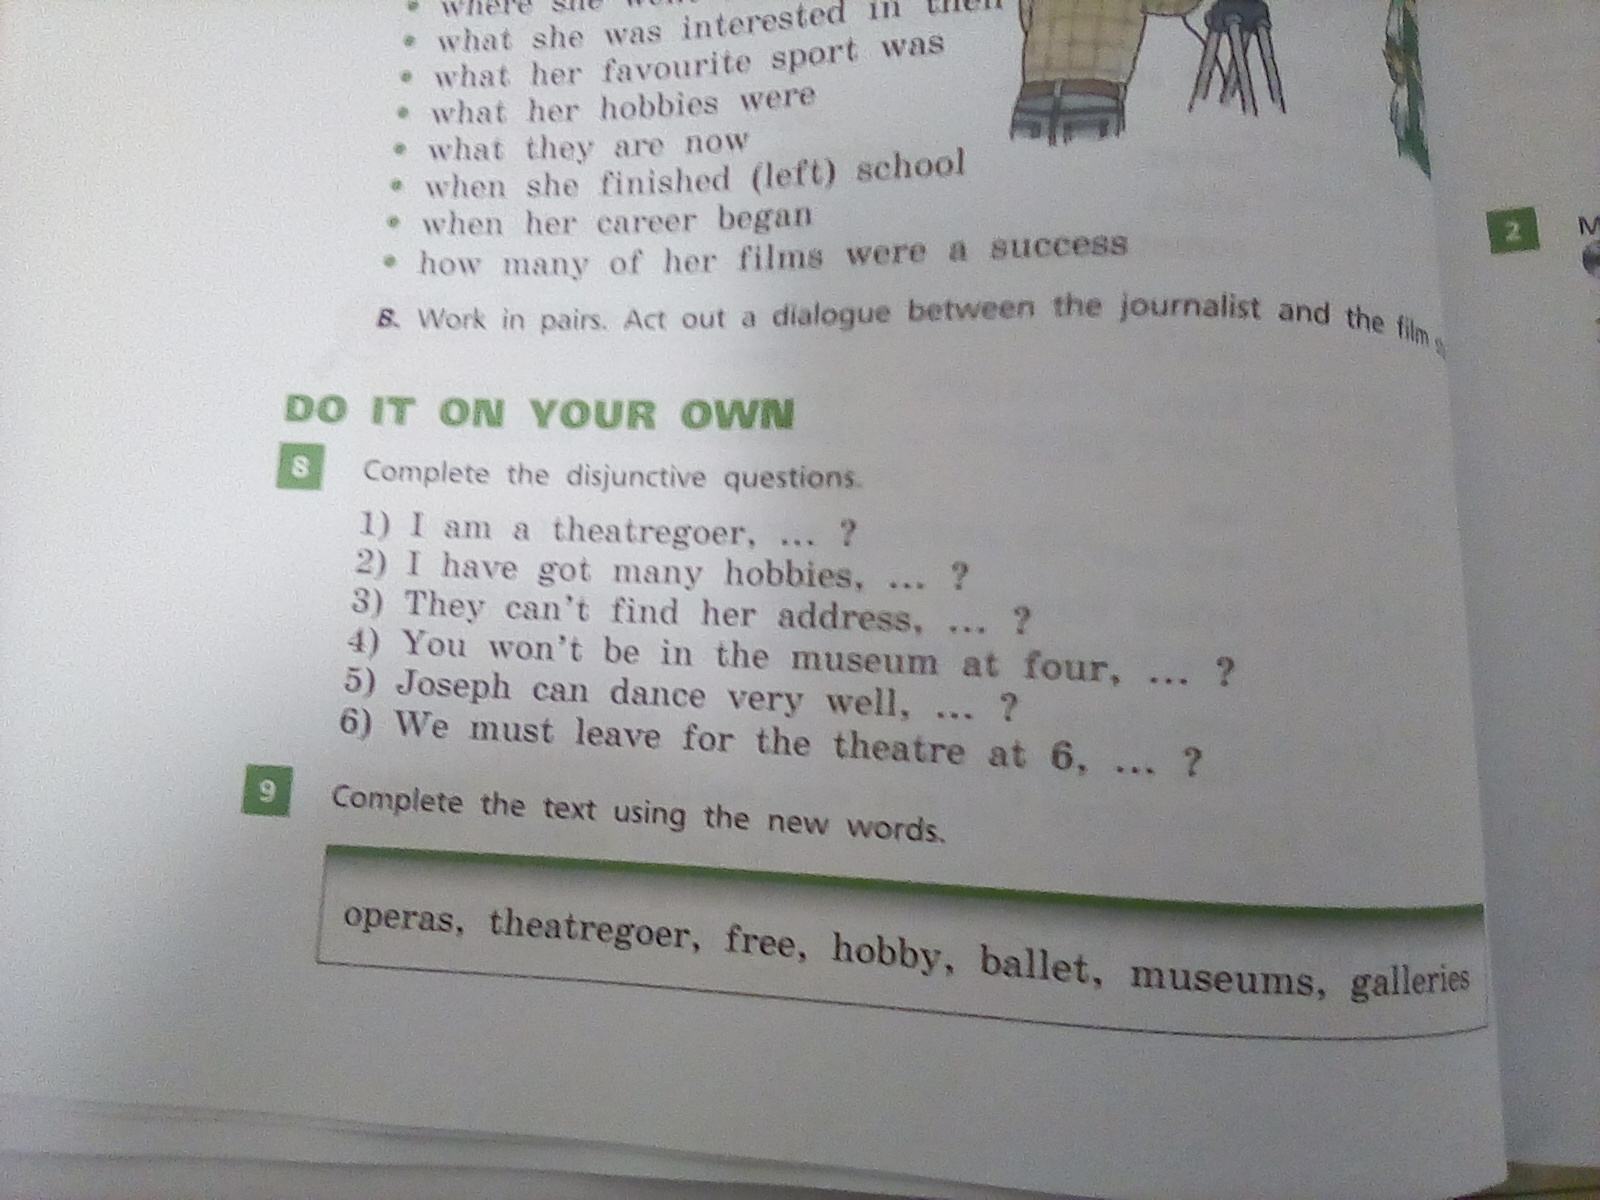 where she
what she was interested in then
what her favourite sport was
what her hobbies were
what they are now
when she finished (left) school
when her career began
how many of her films were a success
B. Work in pairs. Act out a dialogue between the journalist and the film
DO IT ON YOUR OWN
8 Complete the disjunctive questions.
1) I am a theatregoer, ... ?
2) I have got many hobbies, ... ?
3) They can't find her address, ... ?
4) You won't be in the museum at four, ... ?
5) Joseph can dance very well, ... ?
6) We must leave for the theatre at 6, ... ?
9 Complete the text using the new words.
operas, theatregoer, free, hobby, ballet, museums, galleries
2